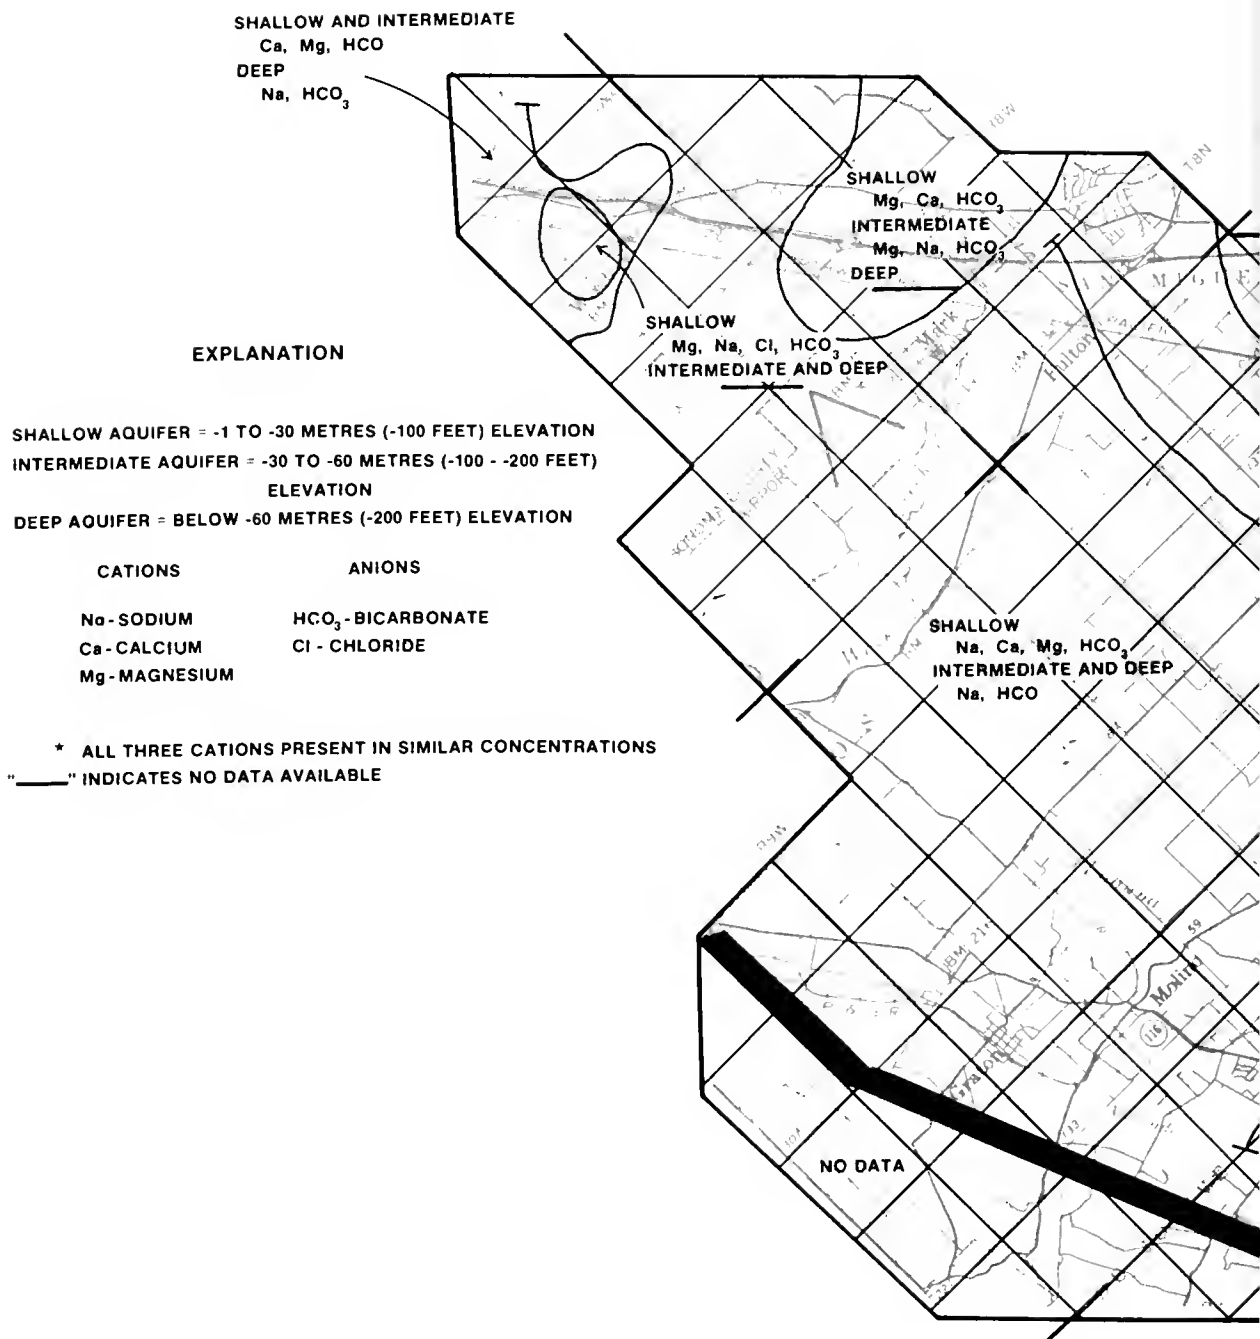 SHALLOW AND INTERMEDIATE
Ca, Mg, HCO
DEEP
Na, HCO₃
18W
T8N
SHALLOW
Mg, Ca, HCO₃
INTERMEDIATE
Mg, Na, HCO₃
DEEP
SHALLOW
Mg, Na, Cl, HCO₃
INTERMEDIATE AND DEEP
Mark
Fulton
EXPLANATION
SHALLOW AQUIFER = -1 TO -30 METRES (-100 FEET) ELEVATION
INTERMEDIATE AQUIFER = -30 TO -60 METRES (-100 - -200 FEET)
ELEVATION
DEEP AQUIFER = BELOW -60 METRES (-200 FEET) ELEVATION
CATIONS
ANIONS
Na-SODIUM
HCO₃-BICARBONATE
Ca-CALCIUM
Cl - CHLORIDE
Mg-MAGNESIUM
SHALLOW
Na, Ca, Mg, HCO₃
INTERMEDIATE AND DEEP
Na, HCO
* ALL THREE CATIONS PRESENT IN SIMILAR CONCENTRATIONS
"____" INDICATES NO DATA AVAILABLE
59
BM 21
Molino
116
Graton
NO DATA